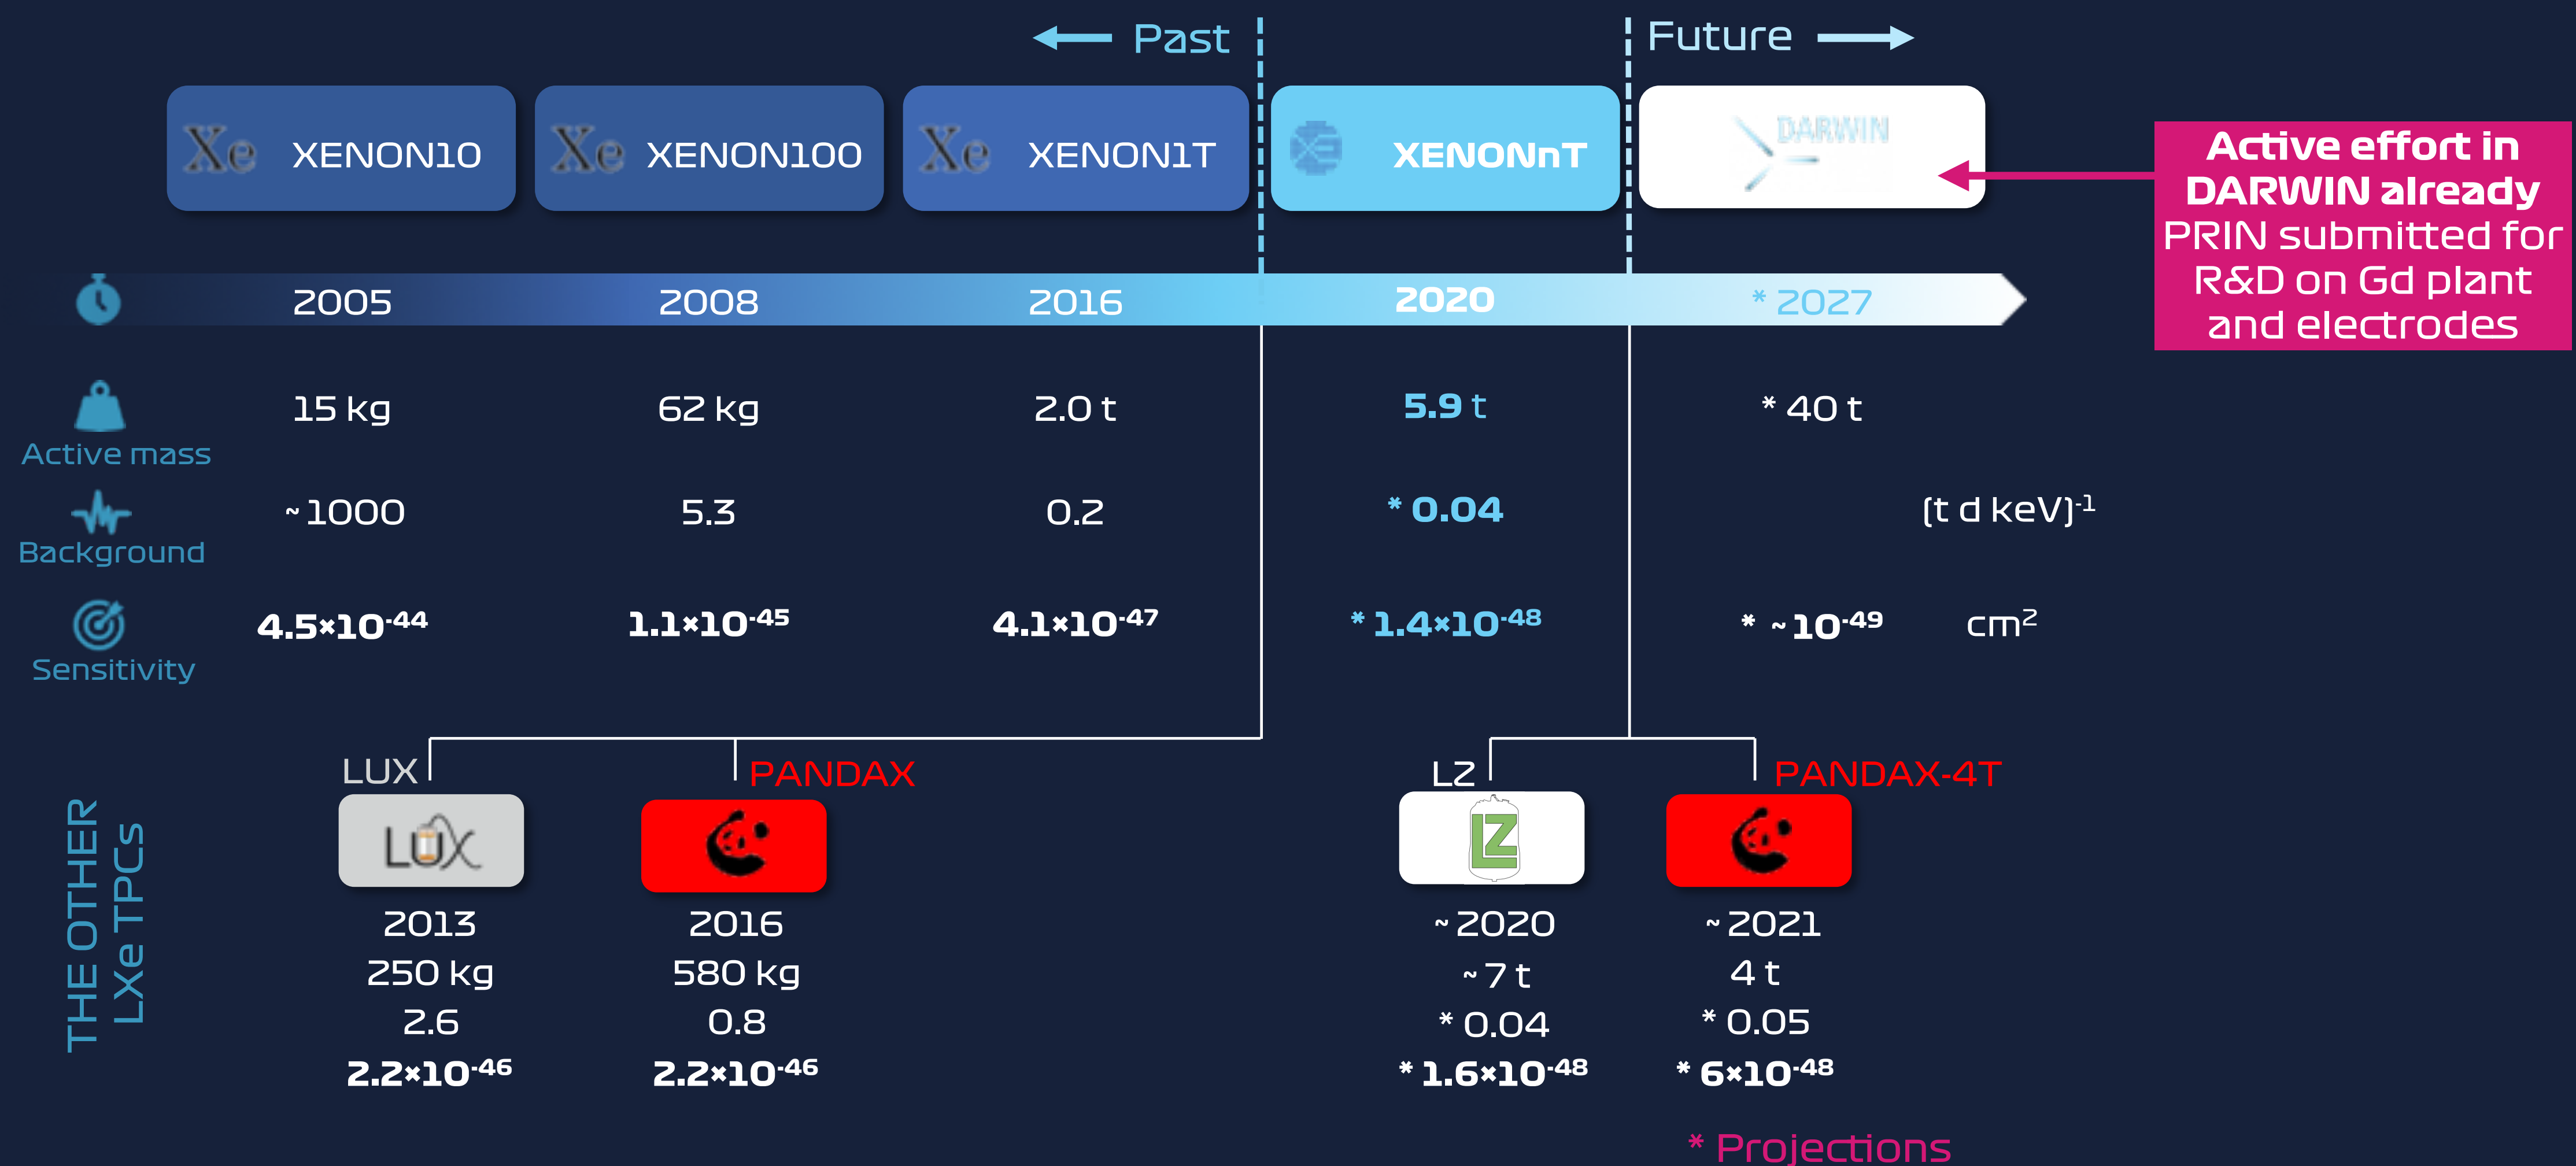 Past
Future
Xe XENON10
Xe XENON100
Xe XENON1T
XENONnT
DARWIN
Active effort in
DARWIN already
PRIN submitted for
R&D on Gd plant
and electrodes
2005 2008 2016 2020 * 2027
Active mass
15 kg 62 kg 2.0 t 5.9 t * 40 t
Background
~1000 5.3 0.2 * 0.04 (t d keV)⁻¹
Sensitivity
4.5×10⁻⁴⁴ 1.1×10⁻⁴⁵ 4.1×10⁻⁴⁷ * 1.4×10⁻⁴⁸ * ~10⁻⁴⁹ cm²
THE OTHER
LXe TPCs
LUX PANDAX LZ PANDAX-4T
LUX LZ
2013 2016 ~2020 ~2021
250 kg 580 kg ~7 t 4 t
2.6 0.8 * 0.04 * 0.05
2.2×10⁻⁴⁶ 2.2×10⁻⁴⁶ * 1.6×10⁻⁴⁸ * 6×10⁻⁴⁸
* Projections